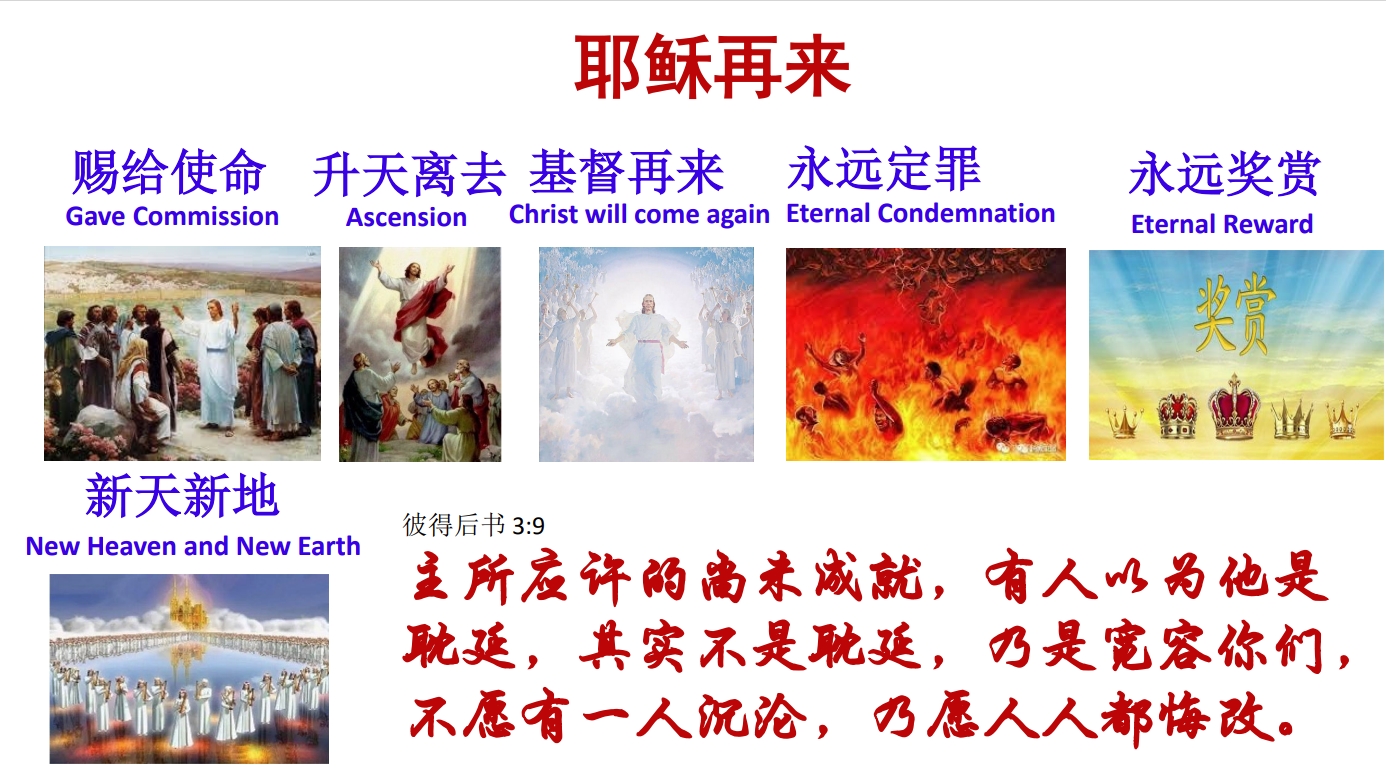 耶稣再来
赐给使命
Gave Commission
升天离去
Ascension
基督再来
Christ will come again
永远定罪
Eternal Condemnation
永远奖赏
Eternal Reward
奖赏
新天新地
New Heaven and New Earth
彼得后书 3:9
主所应许的尚未成就，有人以为他是
耽延，其实不是耽延，乃是宽容你们，
不愿有一人沉沦，乃愿人人都悔改。